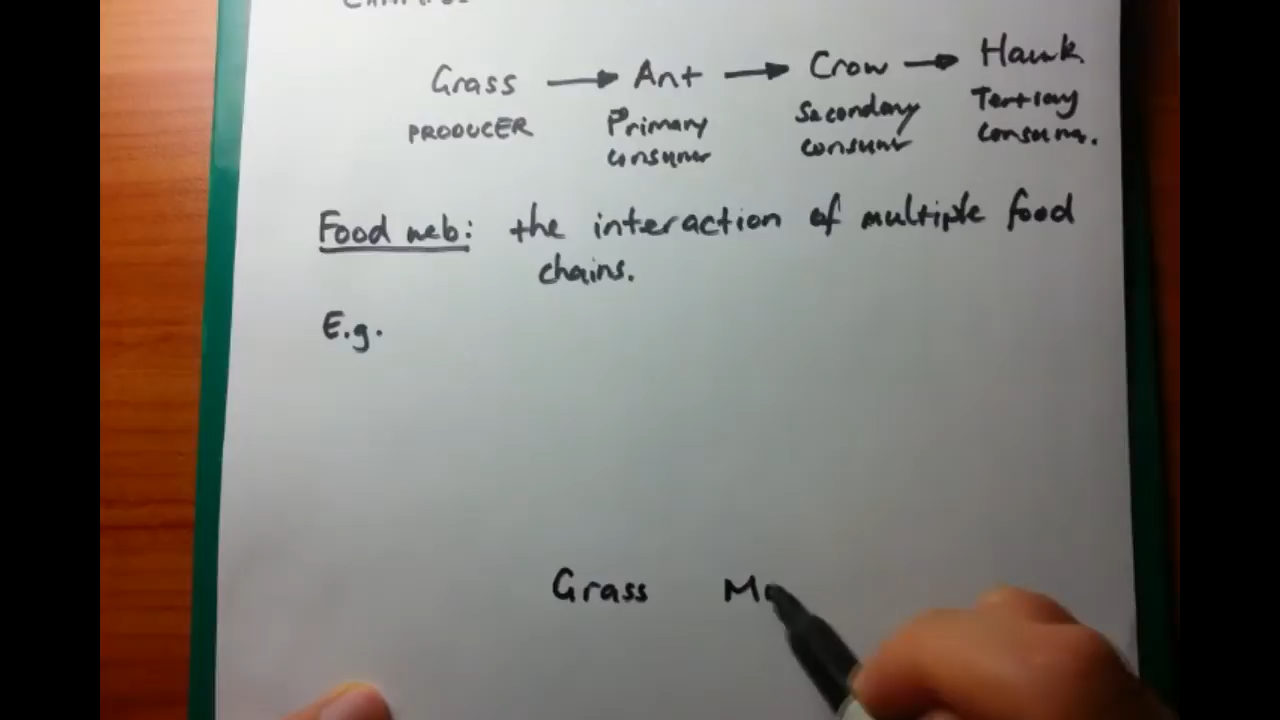 Grass → Ant → Crow → Hawk
PRODUCER Primary Secondary Tertiary
consumer consumer consumer.
Food web: the interaction of multiple food
chains.
E.g.
Grass